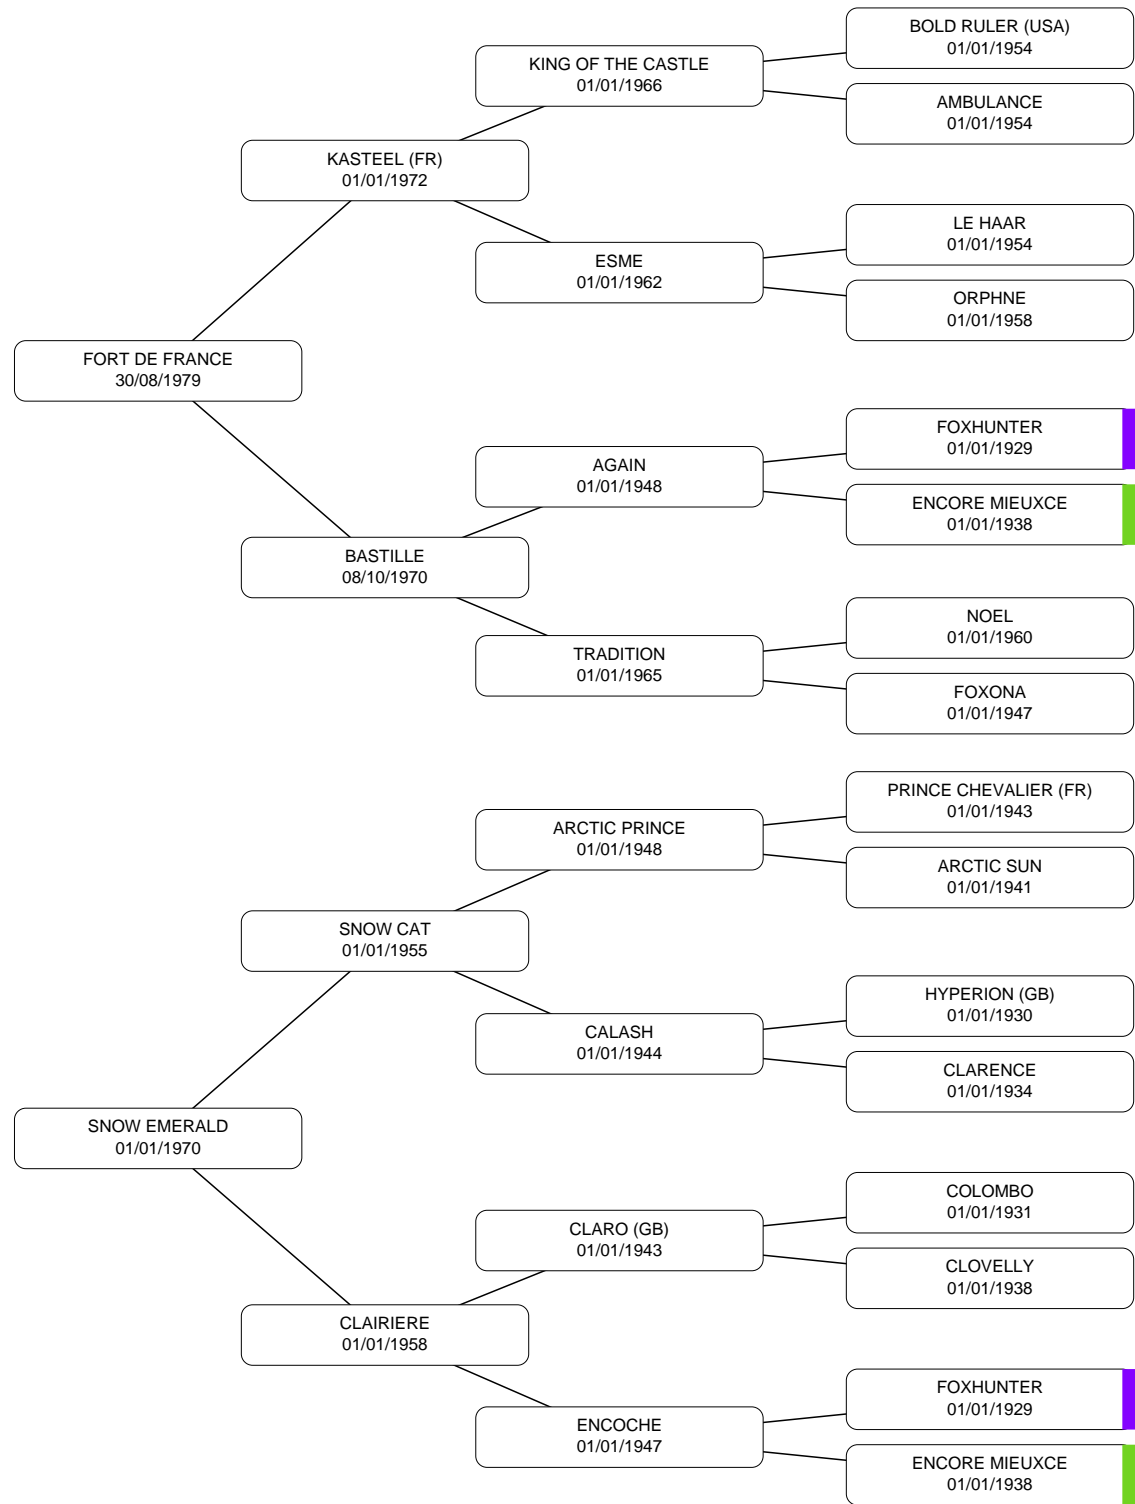 BOLD RULER (USA)
01/01/1954
KING OF THE CASTLE
01/01/1966
AMBULANCE
01/01/1954
KASTEEL (FR)
01/01/1972
LE HAAR
01/01/1954
ESME
01/01/1962
ORPHNE
01/01/1958
FORT DE FRANCE
30/08/1979
FOXHUNTER
01/01/1929
AGAIN
01/01/1948
ENCORE MIEUXCE
01/01/1938
BASTILLE
08/10/1970
NOEL
01/01/1960
TRADITION
01/01/1965
FOXONA
01/01/1947
PRINCE CHEVALIER (FR)
01/01/1943
ARCTIC PRINCE
01/01/1948
ARCTIC SUN
01/01/1941
SNOW CAT
01/01/1955
HYPERION (GB)
01/01/1930
CALASH
01/01/1944
CLARENCE
01/01/1934
SNOW EMERALD
01/01/1970
COLOMBO
01/01/1931
CLARO (GB)
01/01/1943
CLOVELLY
01/01/1938
CLAIRIERE
01/01/1958
FOXHUNTER
01/01/1929
ENCOCHE
01/01/1947
ENCORE MIEUXCE
01/01/1938